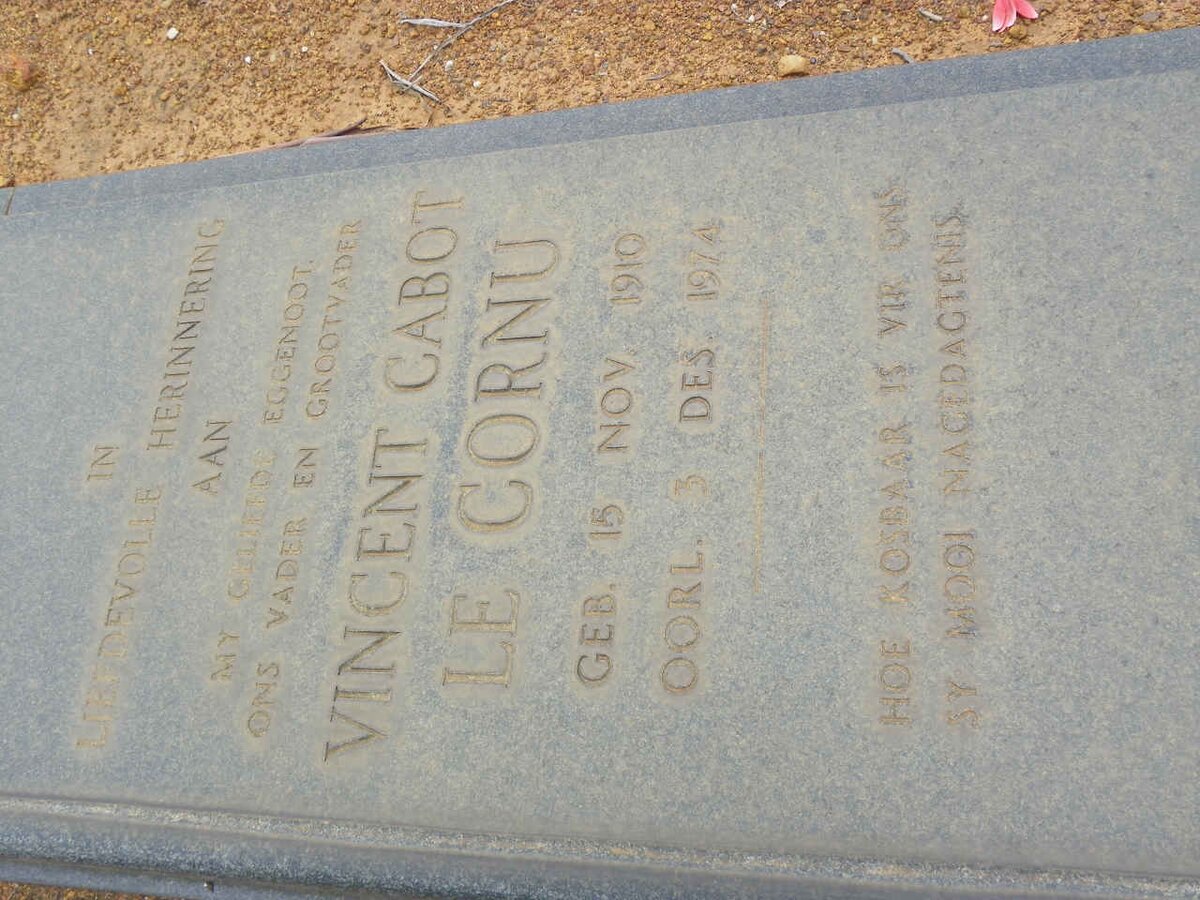 IN
LIEFDEVOLLE HERINNERING
AAN
MY GELIEFDE EGGENOOT,
ONS VADER EN GROOTVADER
VINCENT CABOT
LE CORNU
GEB. 15 NOV. 1910
OORL. 3 DES. 1974
HOE KOSBAAR IS VIR ONS
SY MOOI NAGEDAGTENIS.